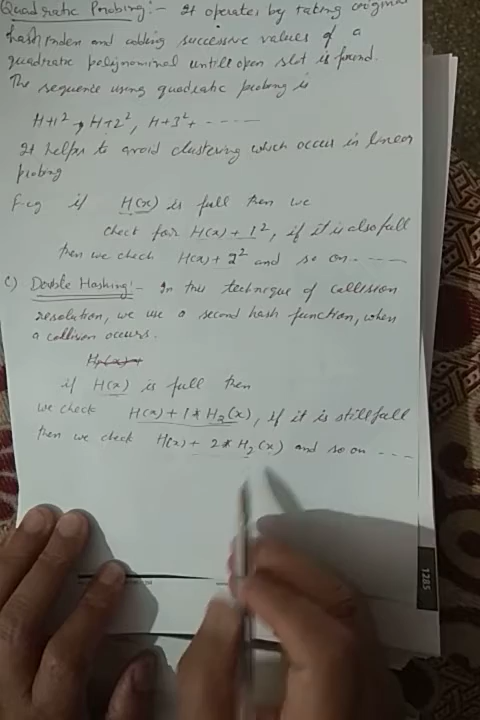 Quadratic Probing:- It operates by taking original
hash index and adding successive values of a
quadratic polynominal untill open slot is found.
The sequence using quadratic probing is
H+1², H+2², H+3², - - - - -
It helps to avoid clustering which occur in linear
probing
F-eg if H(x) is full then we
check for H(x) + 1², if it is also full
then we check H(x) + 2² and so on - - - - -
c) Double Hashing:- In this technique of collision
resolution, we use a second hash function, when
a collision occurs.
if H(x) is full then
we check H(x) + 1 * H₂(x), if it is still full
then we check H(x) + 2 * H₂(x) and so on - - -
1285